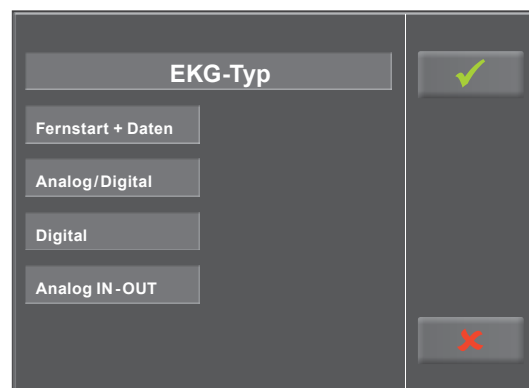 EKG-Typ
Fernstart + Daten
Analog/Digital
Digital
Analog IN-OUT